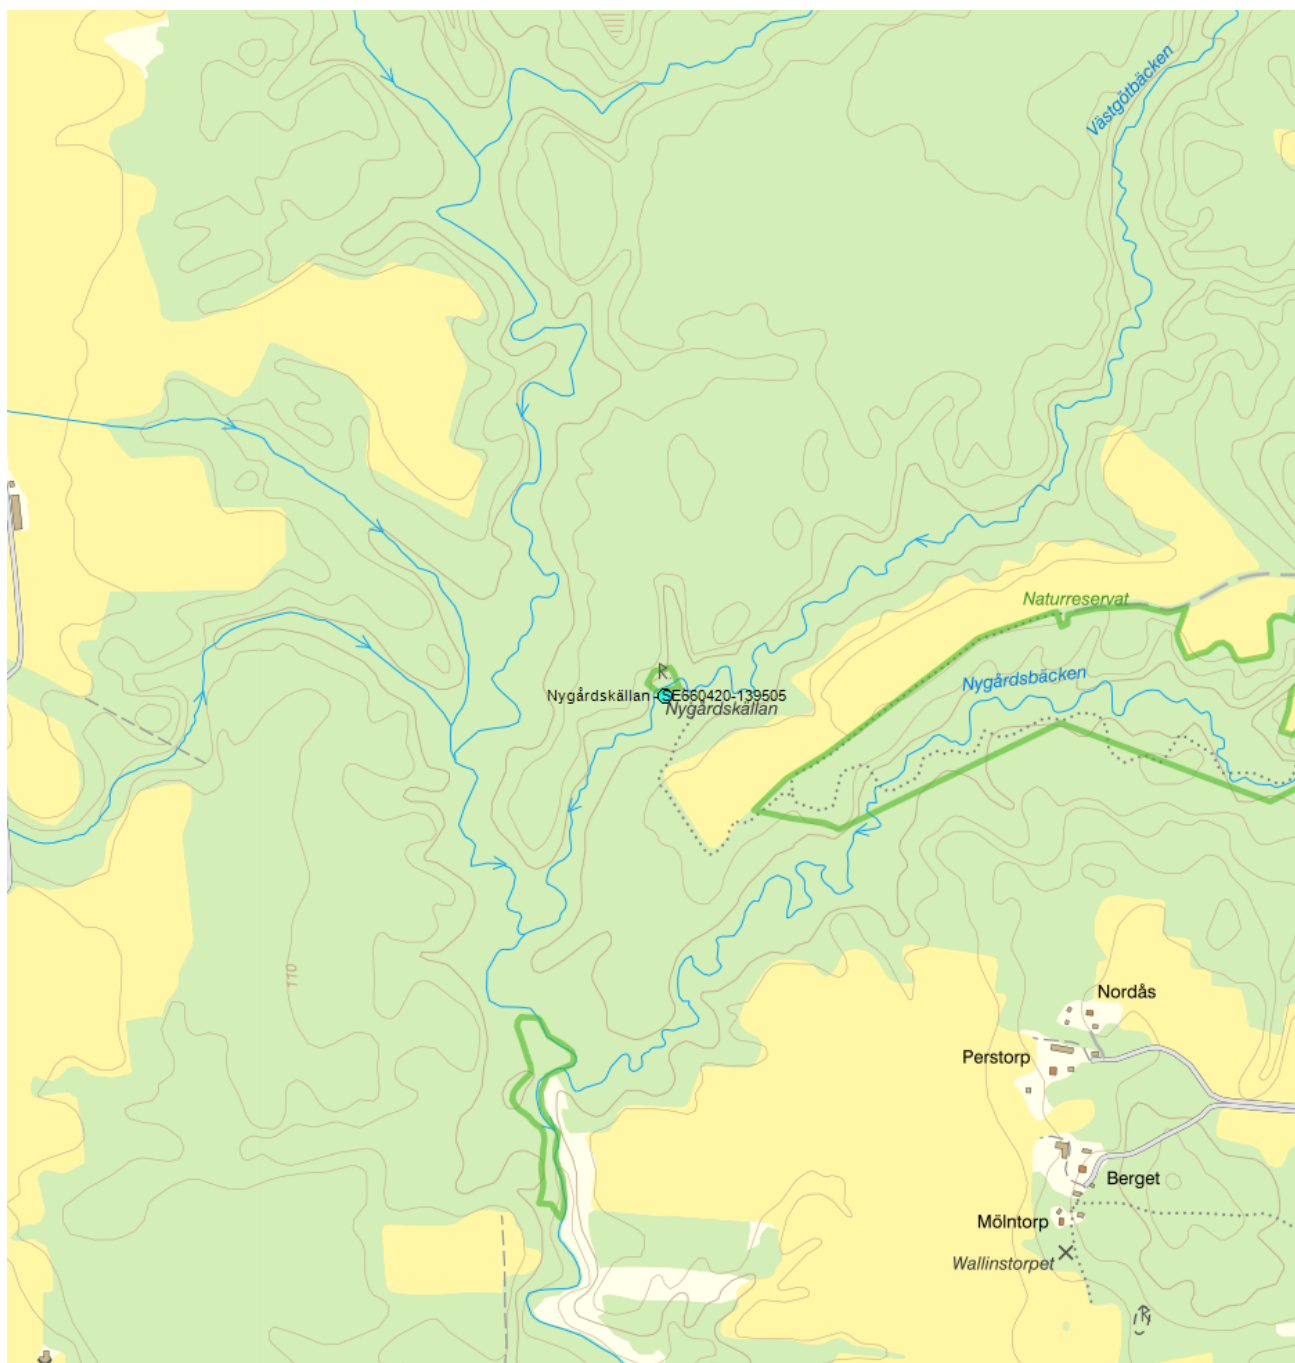 Västgötbäcken
Naturreservat
Nygårdsbäcken
R
Nygårdskällan - SE660420-139505
Nygårdskällan
110
Nordås
Perstorp
Berget
Mölntorp
Wallinstorpet
R